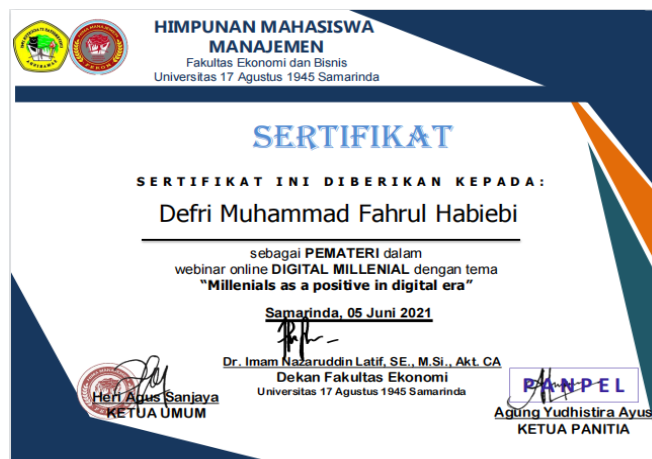 HIMPUNAN MAHASISWA
MANAJEMEN
Fakultas Ekonomi dan Bisnis
Universitas 17 Agustus 1945 Samarinda
SERTIFIKAT
SERTIFIKAT INI DIBERIKAN KEPADA:
Defri Muhammad Fahrul Habiebi
sebagai PEMATERI dalam
webinar online DIGITAL MILLENIAL dengan tema
“Millenials as a positive in digital era”
Samarinda, 05 Juni 2021
Dr. Imam Nazaruddin Latif, SE., M.Si., Akt. CA
Dekan Fakultas Ekonomi
Universitas 17 Agustus 1945 Samarinda
Heri Agus Sanjaya
KETUA UMUM
PANPEL
Agung Yudhistira Ayus
KETUA PANITIA